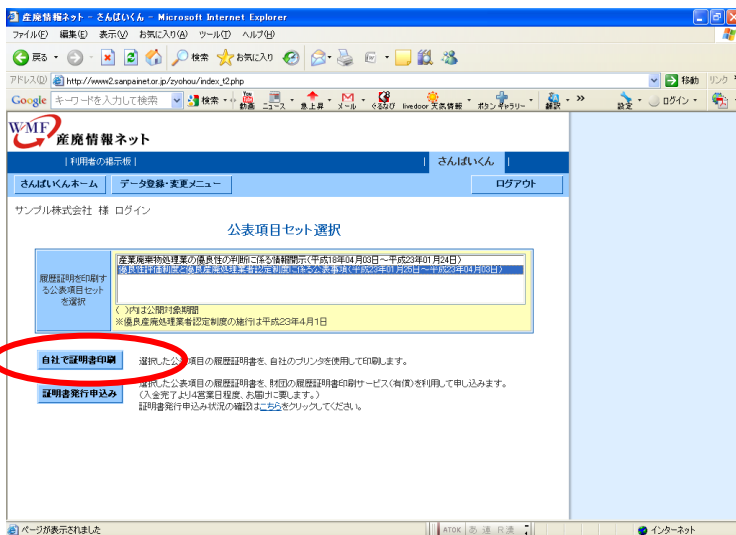 産廃情報ネット - さんぱいくん - Microsoft Internet Explorer
ファイル(F) 編集(E) 表示(V) お気に入り(A) ツール(T) ヘルプ(H)
戻る 検索 お気に入り
アドレス(D) http://www2.sanpainet.or.jp/zyohou/index_t2.php 移動 リンク
Google キーワードを入力して検索 検索 動画 ニュース 急上昇 メール ぐるなび livedoor 天気情報 ボタンギャラリー 翻訳 設定 ログイン
WMF 産廃情報ネット
|利用者の掲示板| | さんぱいくん |
さんぱいくんホーム データ登録・変更メニュー ログアウト
サンプル株式会社 様 ログイン
公表項目セット選択
履歴証明を印刷する公表項目セットを選択
産業廃棄物処理業の優良性の判断に係る情報開示(平成18年04月03日～平成23年01月24日)
優良性評価制度と優良産廃処理業者認定制度に係る公表事項(平成23年01月25日～平成23年04月03日)
( )内は公開対象期間
※優良産廃処理業者認定制度の施行は平成23年4月1日
自社で証明書印刷 選択した公表項目の履歴証明書を、自社のプリンタを使用して印刷します。
証明書発行申込み 選択した公表項目の履歴証明書を、財団の履歴証明書印刷サービス(有償)を利用して申し込みます。
(入金完了より4営業日程度、お届けに要します。)
証明書発行申込み状況の確認はこちらをクリックしてください。
ページが表示されました ATOK あ 連 R漢 インターネット